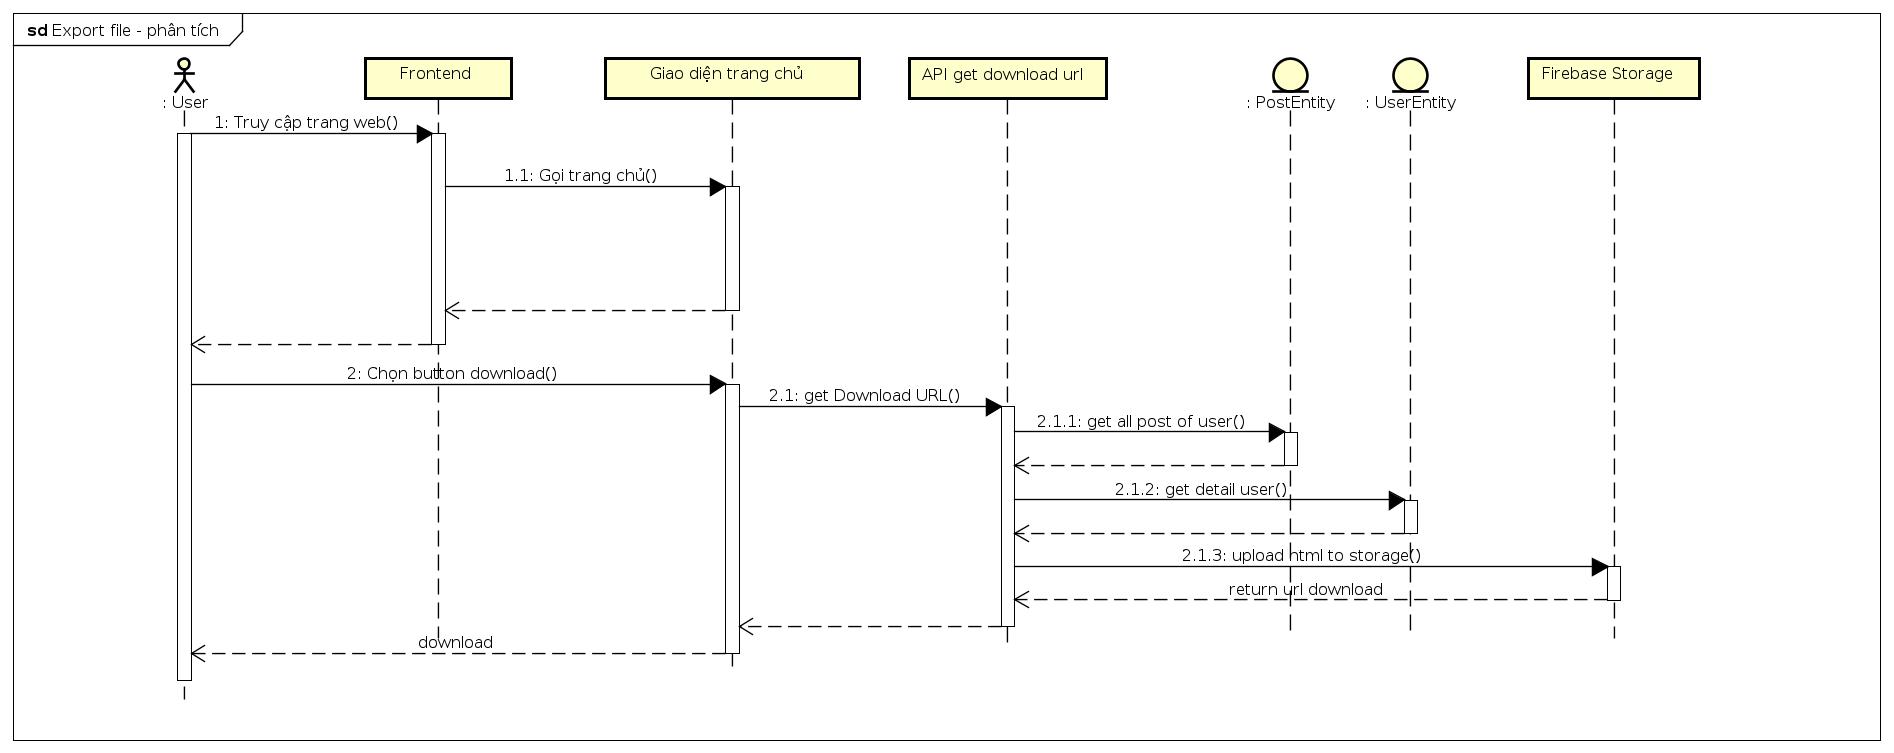 sd Export file - phân tích
: User
Frontend
Giao diện trang chủ
API get download url
: PostEntity
: UserEntity
Firebase Storage
1: Truy cập trang web()
1.1: Gọi trang chủ()
2: Chọn button download()
2.1: get Download URL()
2.1.1: get all post of user()
2.1.2: get detail user()
2.1.3: upload html to storage()
return url download
download